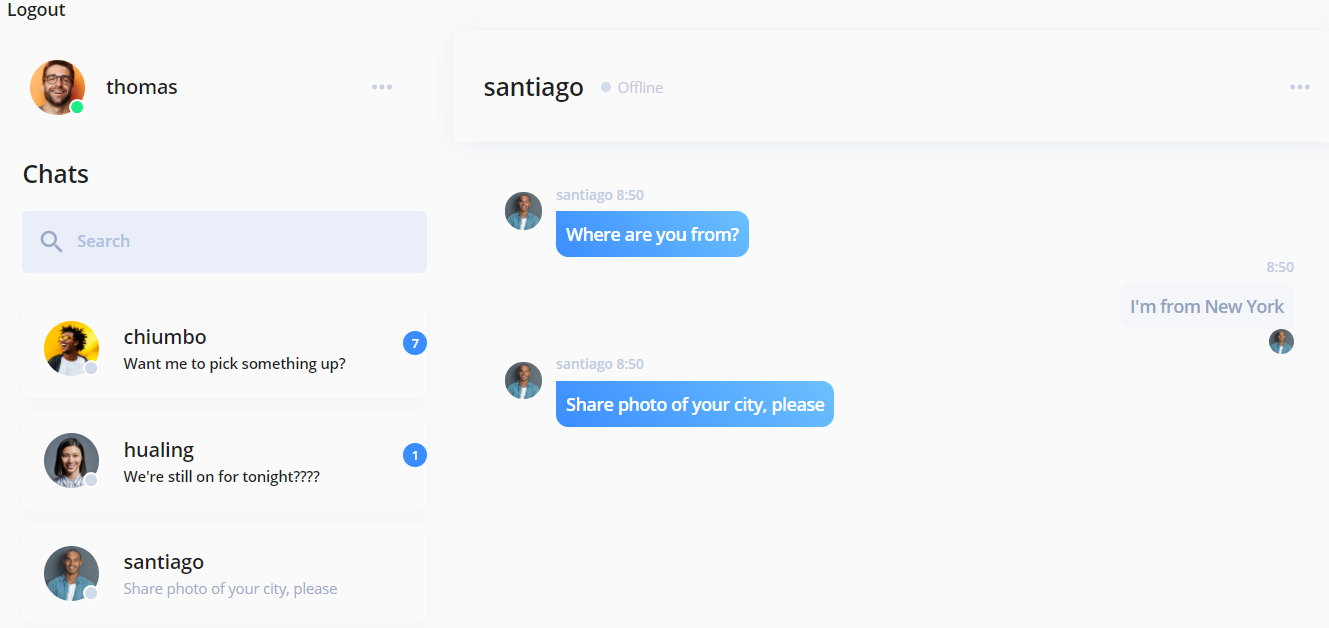 Logout
thomas
Chats
Search
chiumbo
Want me to pick something up?
7
hualing
We're still on for tonight????
1
santiago
Share photo of your city, please
santiago
Offline
santiago 8:50
Where are you from?
8:50
I'm from New York
santiago 8:50
Share photo of your city, please